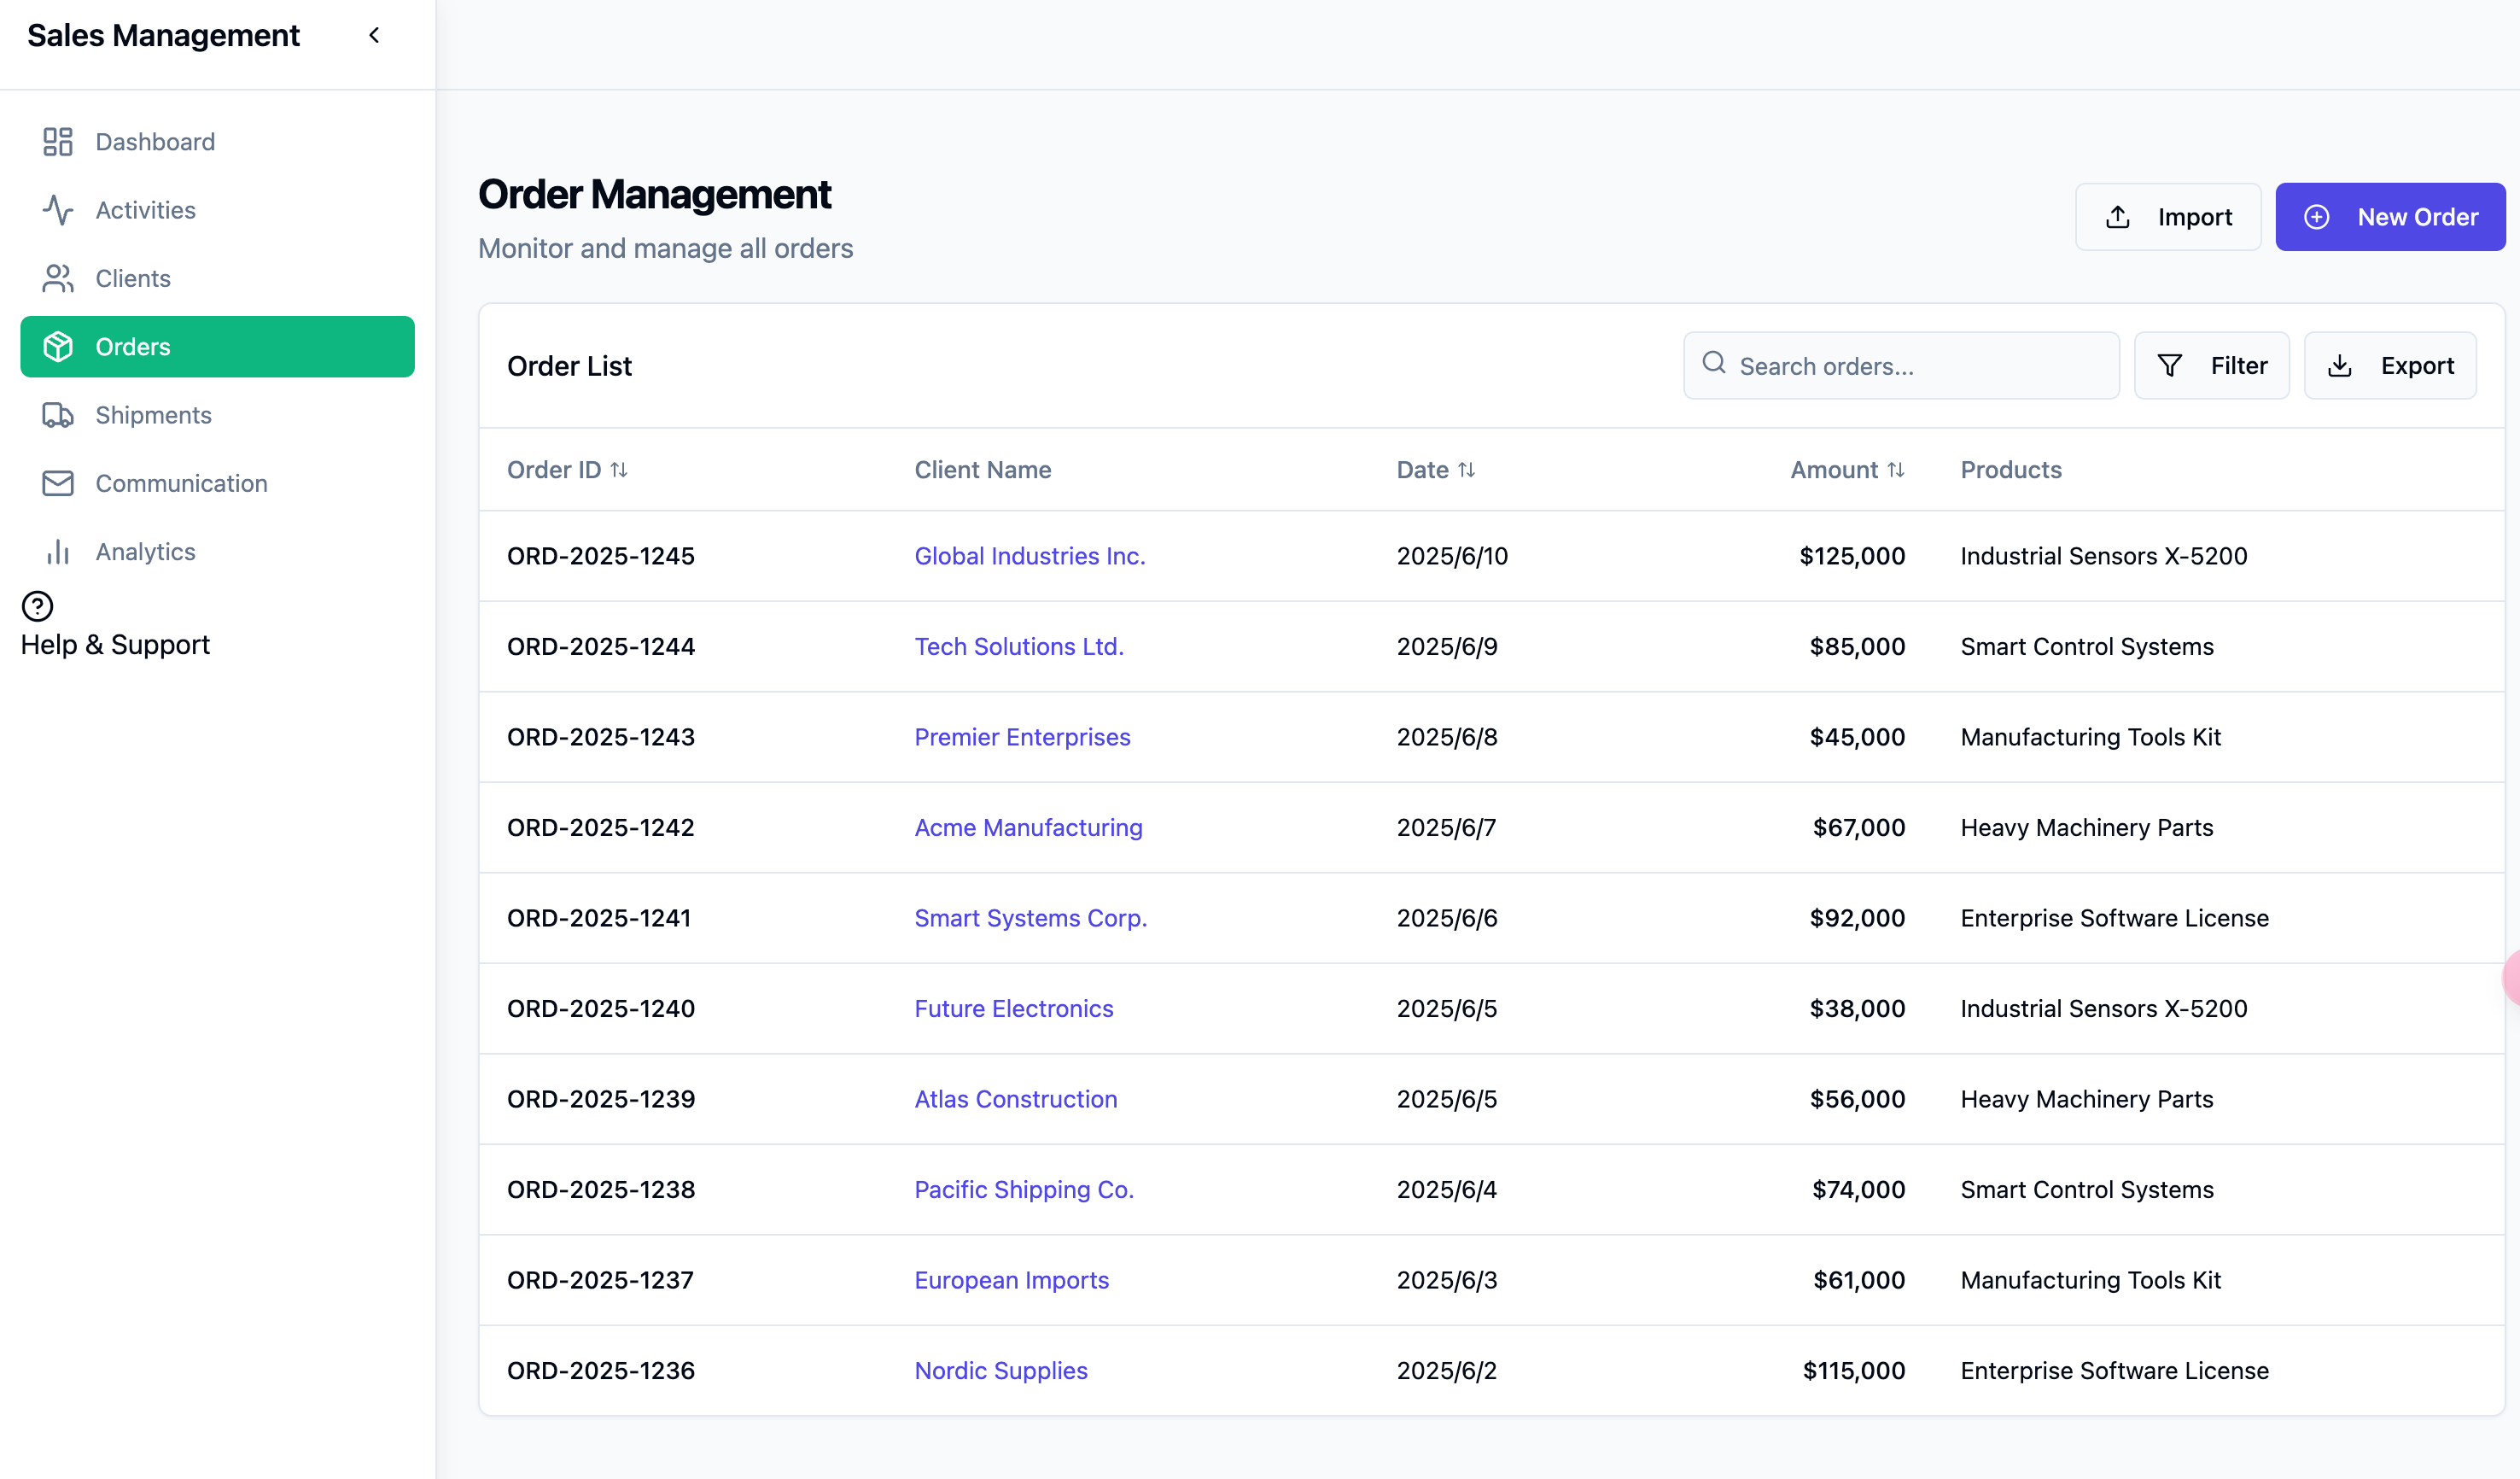 Sales Management
Dashboard
Activities
Clients
Orders
Shipments
Communication
Analytics
Help & Support
Order Management
Monitor and manage all orders
Import
New Order
Order List
Search orders...
Filter
Export
Order ID Client Name Date Amount Products
ORD-2025-1245 Global Industries Inc. 2025/6/10 $125,000 Industrial Sensors X-5200
ORD-2025-1244 Tech Solutions Ltd. 2025/6/9 $85,000 Smart Control Systems
ORD-2025-1243 Premier Enterprises 2025/6/8 $45,000 Manufacturing Tools Kit
ORD-2025-1242 Acme Manufacturing 2025/6/7 $67,000 Heavy Machinery Parts
ORD-2025-1241 Smart Systems Corp. 2025/6/6 $92,000 Enterprise Software License
ORD-2025-1240 Future Electronics 2025/6/5 $38,000 Industrial Sensors X-5200
ORD-2025-1239 Atlas Construction 2025/6/5 $56,000 Heavy Machinery Parts
ORD-2025-1238 Pacific Shipping Co. 2025/6/4 $74,000 Smart Control Systems
ORD-2025-1237 European Imports 2025/6/3 $61,000 Manufacturing Tools Kit
ORD-2025-1236 Nordic Supplies 2025/6/2 $115,000 Enterprise Software License